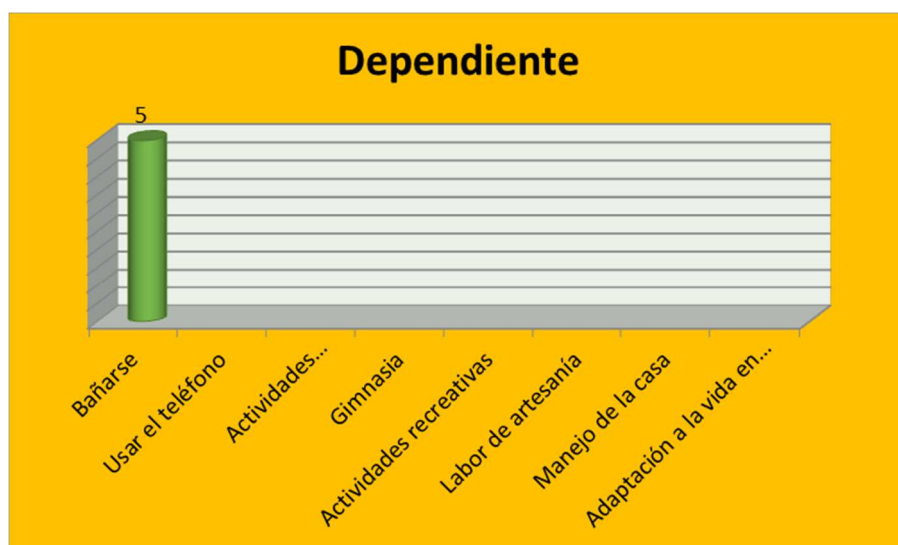 Dependiente
5
Bañarse
Usar el teléfono
Actividades...
Gimnasia
Actividades recreativas
Labor de artesanía
Manejo de la casa
Adaptación a la vida en...